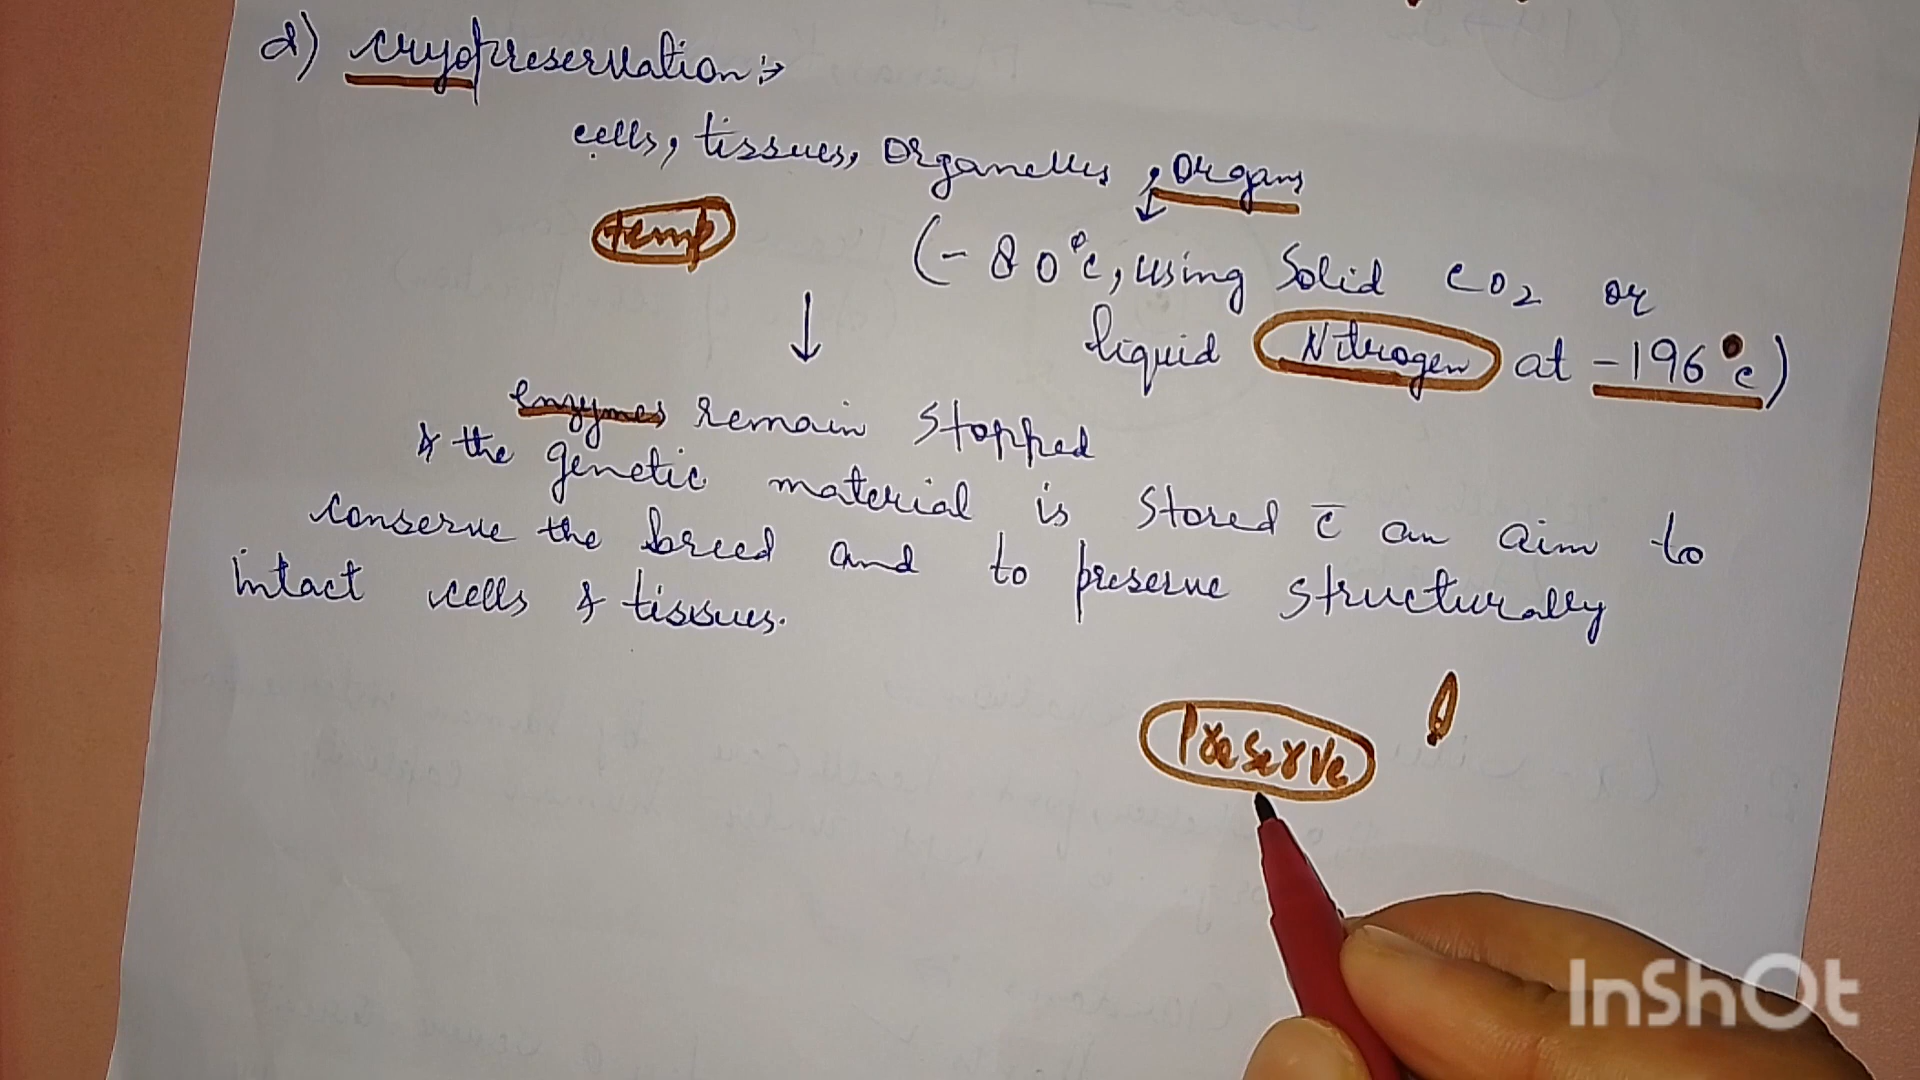 d) cryopreservation :→
cells, tissues, organelles, organs
temp
(- 80°c, using Solid CO2 or
liquid Nitrogen at -196°c)
↓
enzymes remain stopped
& the genetic material is stored c̄ an aim to
conserve the breed and to preserve structurally
intact cells & tissues.
Preserve
InShOt